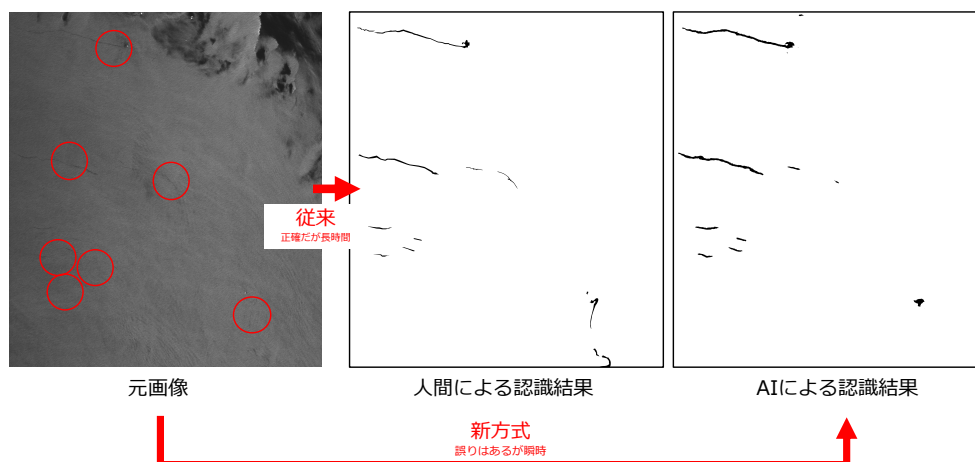 従来
正確だが長時間
元画像
人間による認識結果
AIによる認識結果
新方式
誤りはあるが瞬時